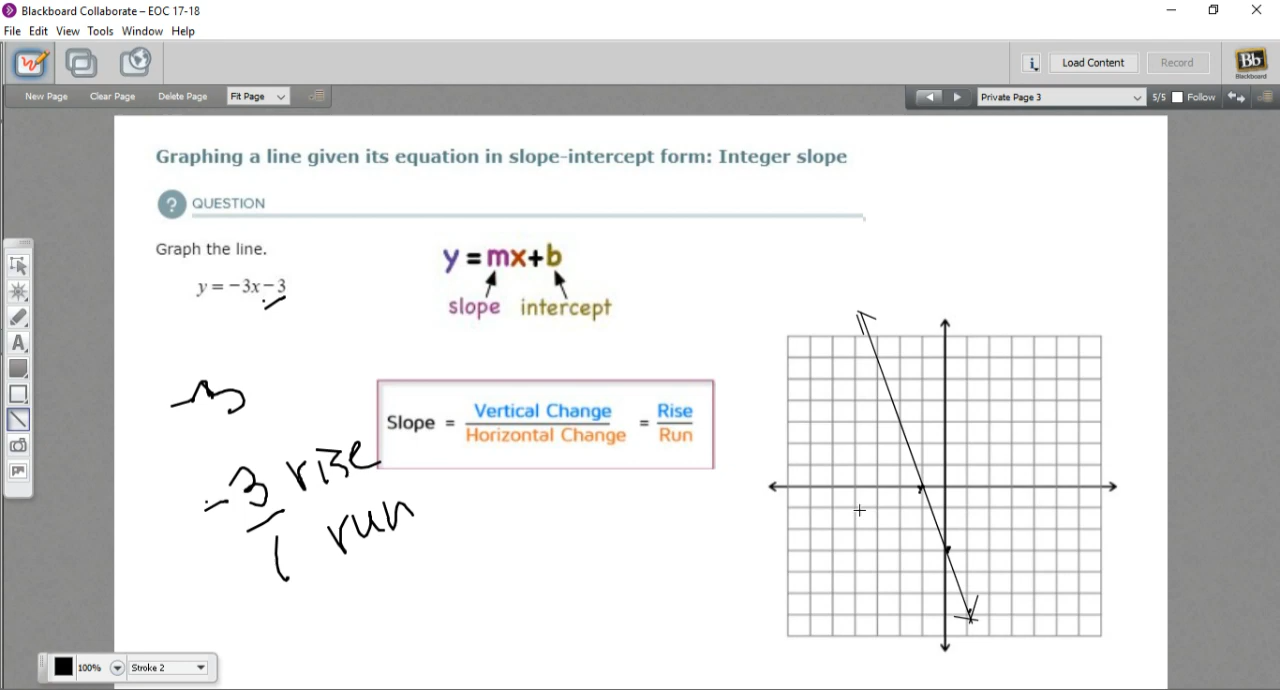 Blackboard Collaborate – EOC 17-18
File Edit View Tools Window Help
Load Content
Record
Bb
Blackboard
New Page
Clear Page
Delete Page
Fit Page
Private Page 3
5/5
Follow
Graphing a line given its equation in slope-intercept form: Integer slope
? QUESTION
Graph the line.
y = −3x − 3
y = mx+b
slope intercept
Slope = Vertical Change / Horizontal Change = Rise / Run
-3 rise
1 run
100%
Stroke 2